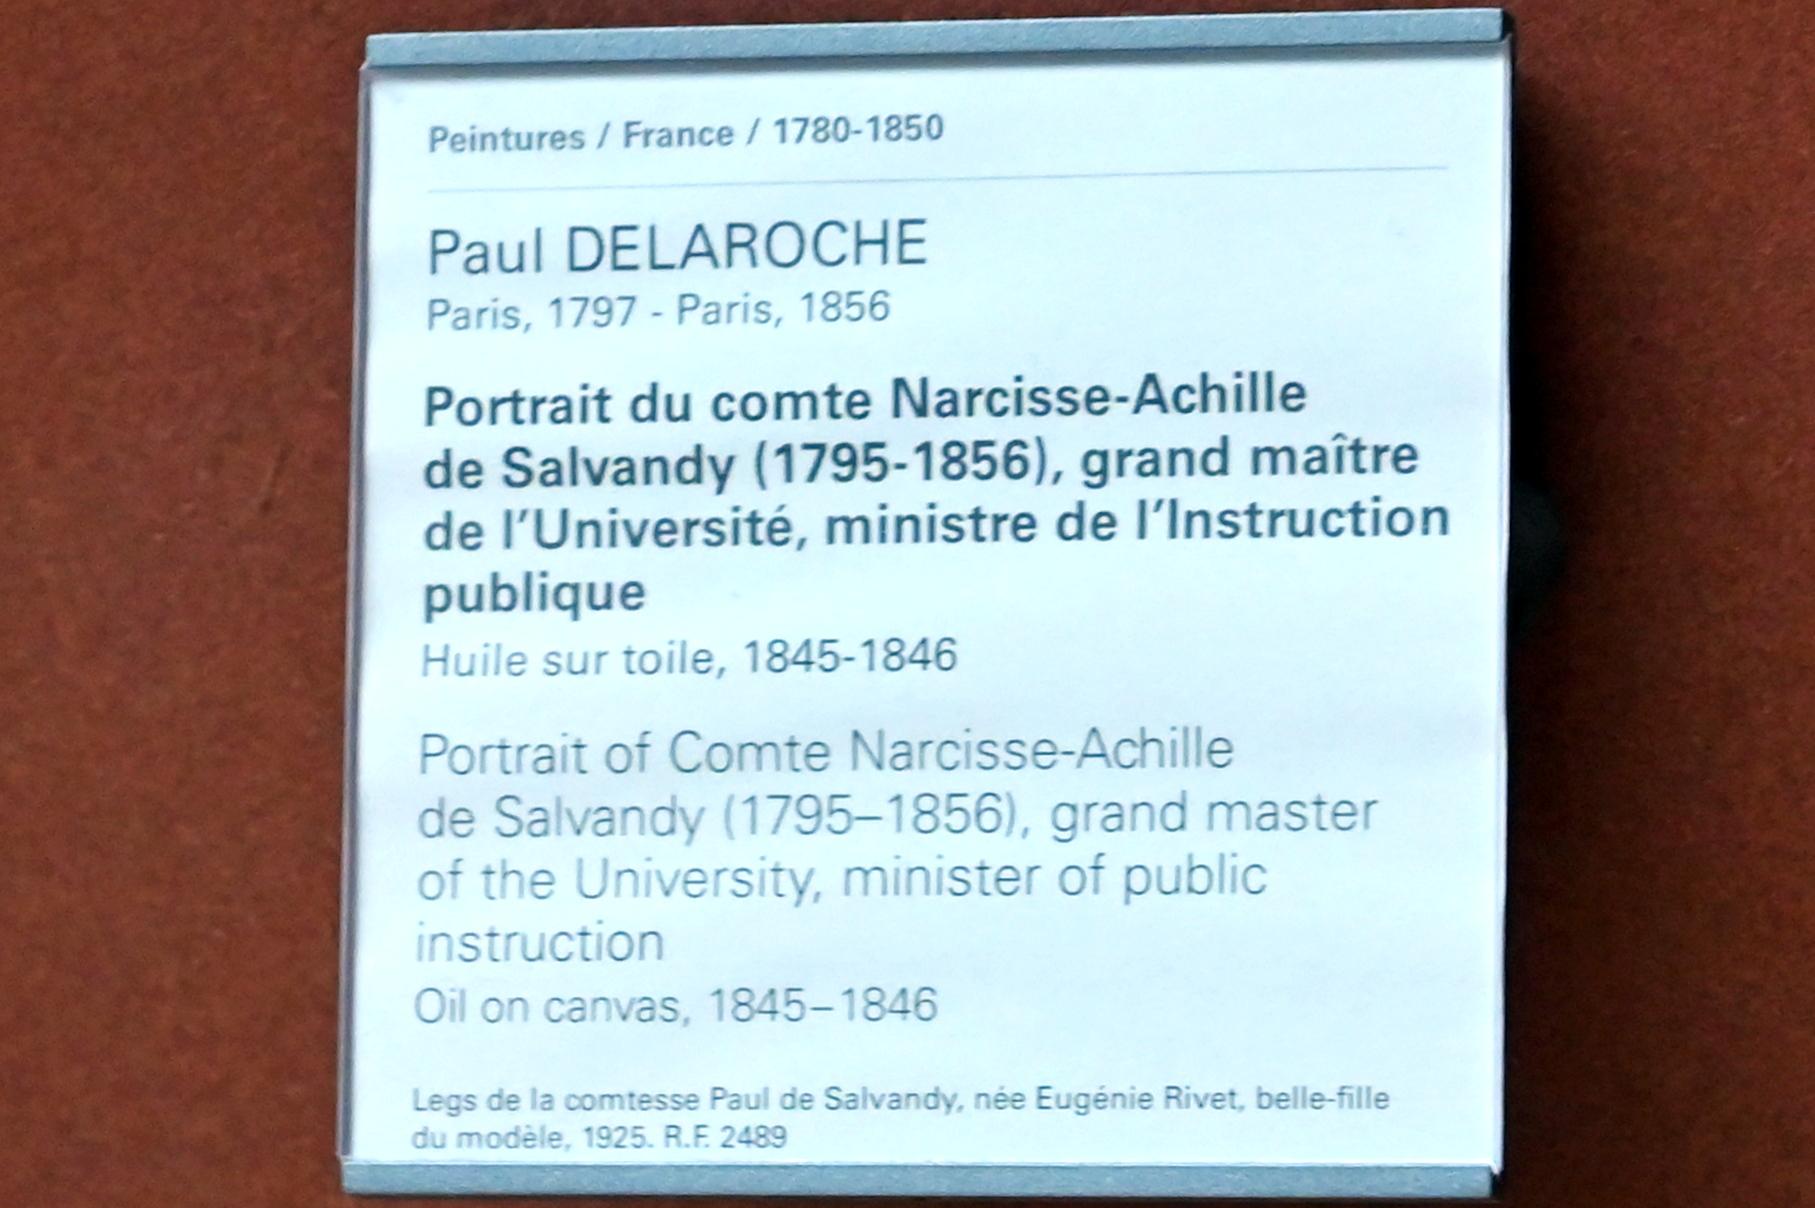 Peintures / France / 1780-1850
Paul DELAROCHE
Paris, 1797 - Paris, 1856
Portrait du comte Narcisse-Achille
de Salvandy (1795-1856), grand maître
de l'Université, ministre de l'Instruction
publique
Huile sur toile, 1845-1846
Portrait of Comte Narcisse-Achille
de Salvandy (1795–1856), grand master
of the University, minister of public
instruction
Oil on canvas, 1845–1846
Legs de la comtesse Paul de Salvandy, née Eugénie Rivet, belle-fille
du modèle, 1925. R.F. 2489